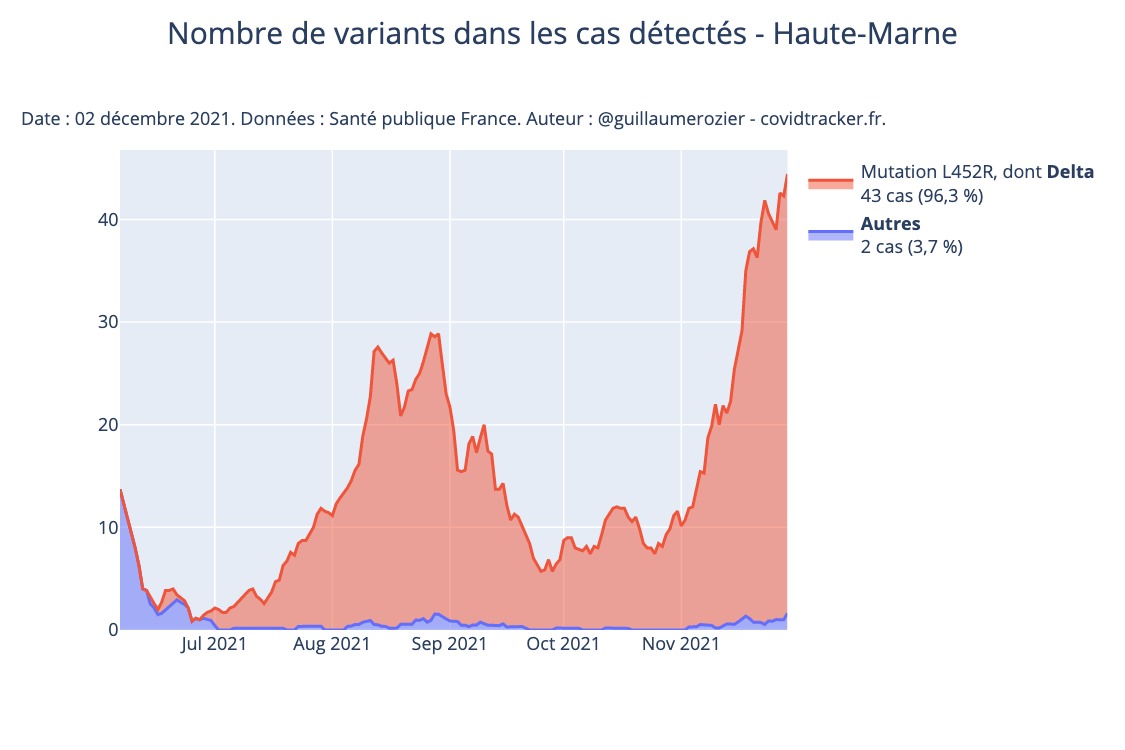 Nombre de variants dans les cas détectés - Haute-Marne
Date : 02 décembre 2021. Données : Santé publique France. Auteur : @guillaumerozier - covidtracker.fr.
Mutation L452R, dont Delta
43 cas (96,3 %)
Autres
2 cas (3,7 %)
40
30
20
10
0
Jul 2021 Aug 2021 Sep 2021 Oct 2021 Nov 2021